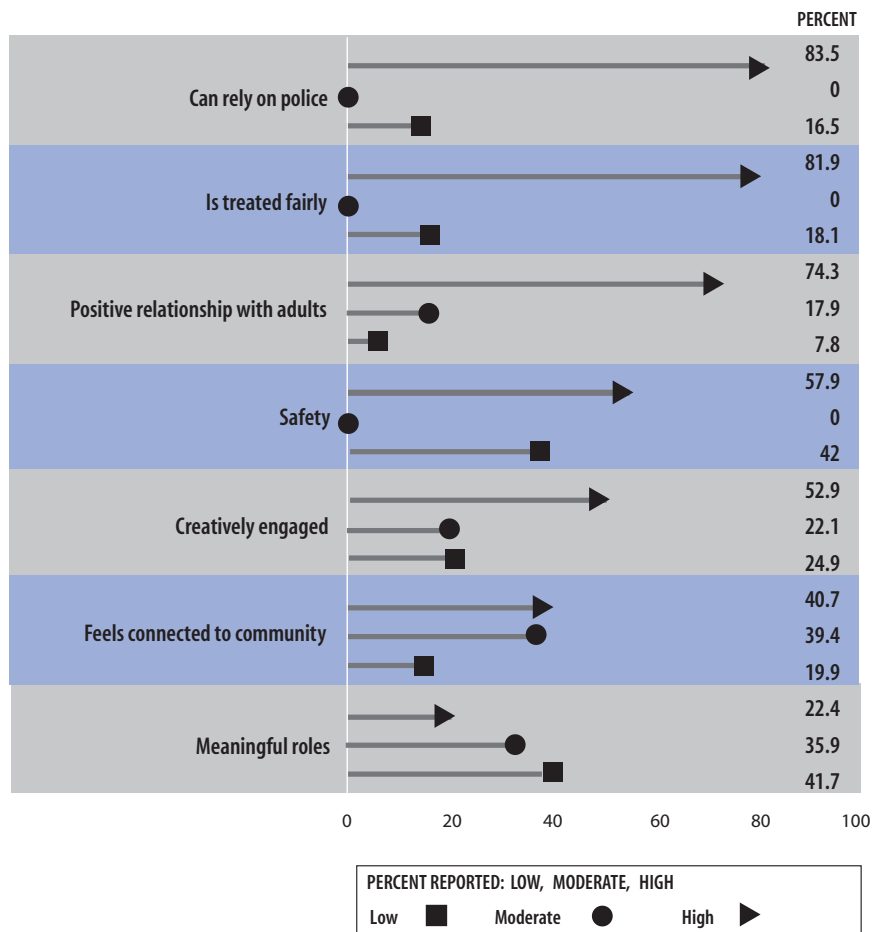 PERCENT
83.5
Can rely on police
0
16.5
81.9
Is treated fairly
0
18.1
74.3
Positive relationship with adults
17.9
7.8
57.9
Safety
0
42
52.9
Creatively engaged
22.1
24.9
40.7
Feels connected to community
39.4
19.9
22.4
Meaningful roles
35.9
41.7
0 20 40 60 80 100
PERCENT REPORTED: LOW, MODERATE, HIGH
Low Moderate High